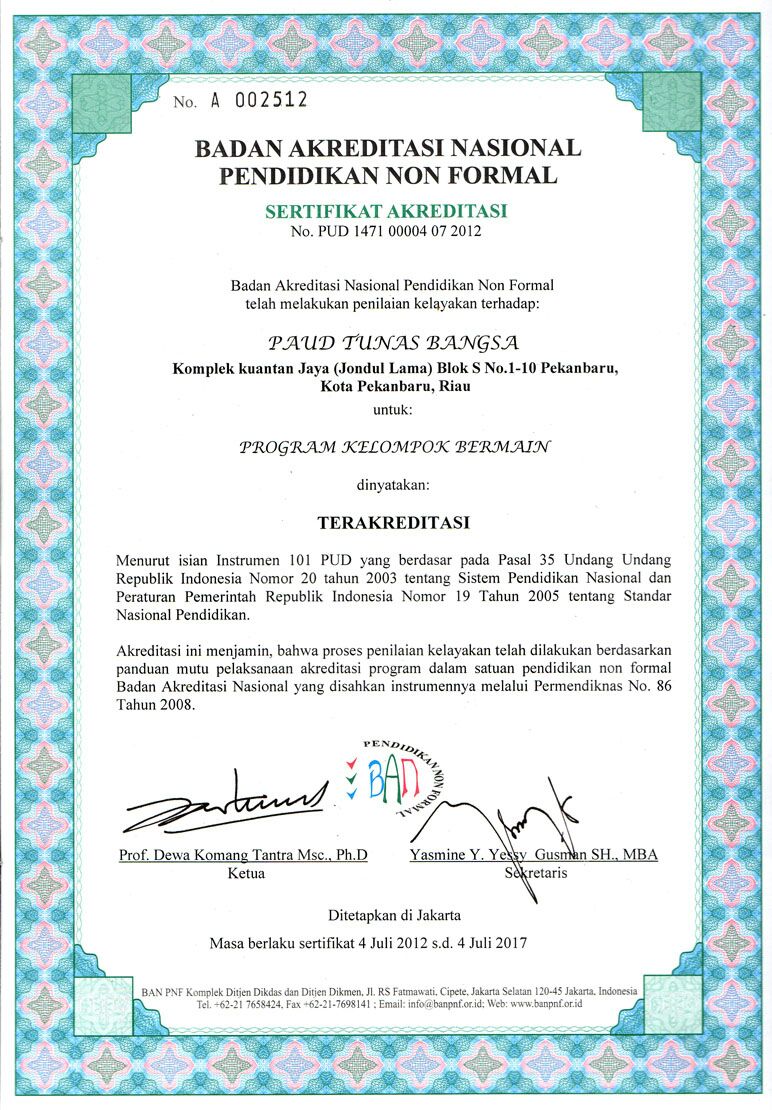 No. A 002512
BADAN AKREDITASI NASIONAL
PENDIDIKAN NON FORMAL
SERTIFIKAT AKREDITASI
No. PUD 1471 00004 07 2012
Badan Akreditasi Nasional Pendidikan Non Formal
telah melakukan penilaian kelayakan terhadap:
PAUD TUNAS BANGSA
Komplek kuantan Jaya (Jondul Lama) Blok S No.1-10 Pekanbaru,
Kota Pekanbaru, Riau
untuk:
PROGRAM KELOMPOK BERMAIN
dinyatakan:
TERAKREDITASI
Menurut isian Instrumen 101 PUD yang berdasar pada Pasal 35 Undang Undang
Republik Indonesia Nomor 20 tahun 2003 tentang Sistem Pendidikan Nasional dan
Peraturan Pemerintah Republik Indonesia Nomor 19 Tahun 2005 tentang Standar
Nasional Pendidikan.
Akreditasi ini menjamin, bahwa proses penilaian kelayakan telah dilakukan berdasarkan
panduan mutu pelaksanaan akreditasi program dalam satuan pendidikan non formal
Badan Akreditasi Nasional yang disahkan instrumennya melalui Permendiknas No. 86
Tahun 2008.
PENDIDIKAN NON FORMAL
BAN
Prof. Dewa Komang Tantra Msc., Ph.D
Ketua
Yasmine Y. Yessy Gusman SH., MBA
Sekretaris
Ditetapkan di Jakarta
Masa berlaku sertifikat 4 Juli 2012 s.d. 4 Juli 2017
BAN PNF Komplek Ditjen Dikdas dan Ditjen Dikmen, Jl. RS Fatmawati, Cipete, Jakarta Selatan 120-45 Jakarta, Indonesia
Tel. +62-21 7658424, Fax +62-21-7698141 ; Email: info@banpnf.or.id; Web: www.banpnf.or.id